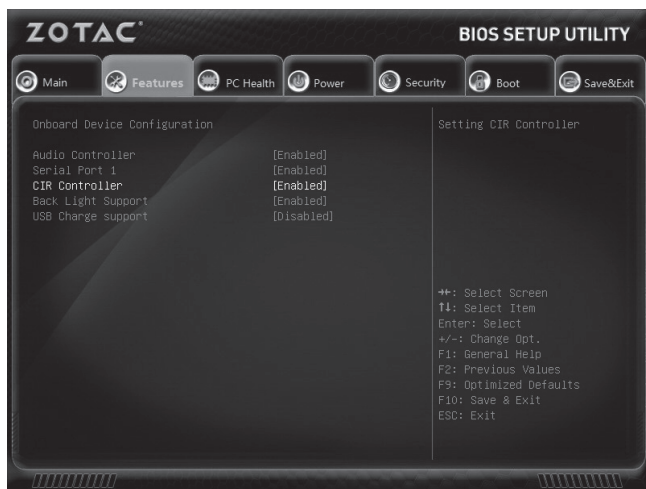 ZOTAC
BIOS SETUP UTILITY
Main Features PC Health Power Security Boot Save&Exit
Onboard Device Configuration
Setting CIR Controller
Audio Controller [Enabled]
Serial Port 1 [Enabled]
CIR Controller [Enabled]
Back Light Support [Enabled]
USB Charge support [Disabled]
→←: Select Screen
↑↓: Select Item
Enter: Select
+/-: Change Opt.
F1: General Help
F2: Previous Values
F9: Optimized Defaults
F10: Save & Exit
ESC: Exit